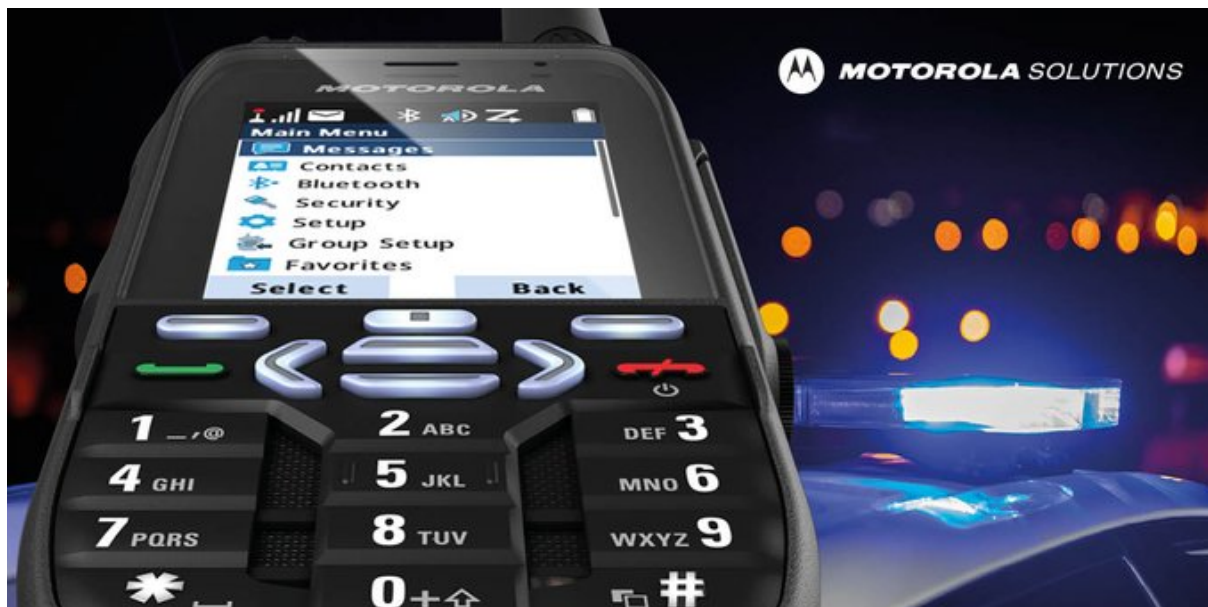 MOTOROLA SOLUTIONS
MOTOROLA
Main Menu
Messages
Contacts
Bluetooth
Security
Setup
Group Setup
Favorites
Select Back
1 _,@ 2 ABC DEF 3
4 GHI 5 JKL MNO 6
7 PQRS 8 TUV WXYZ 9
* 0+ #